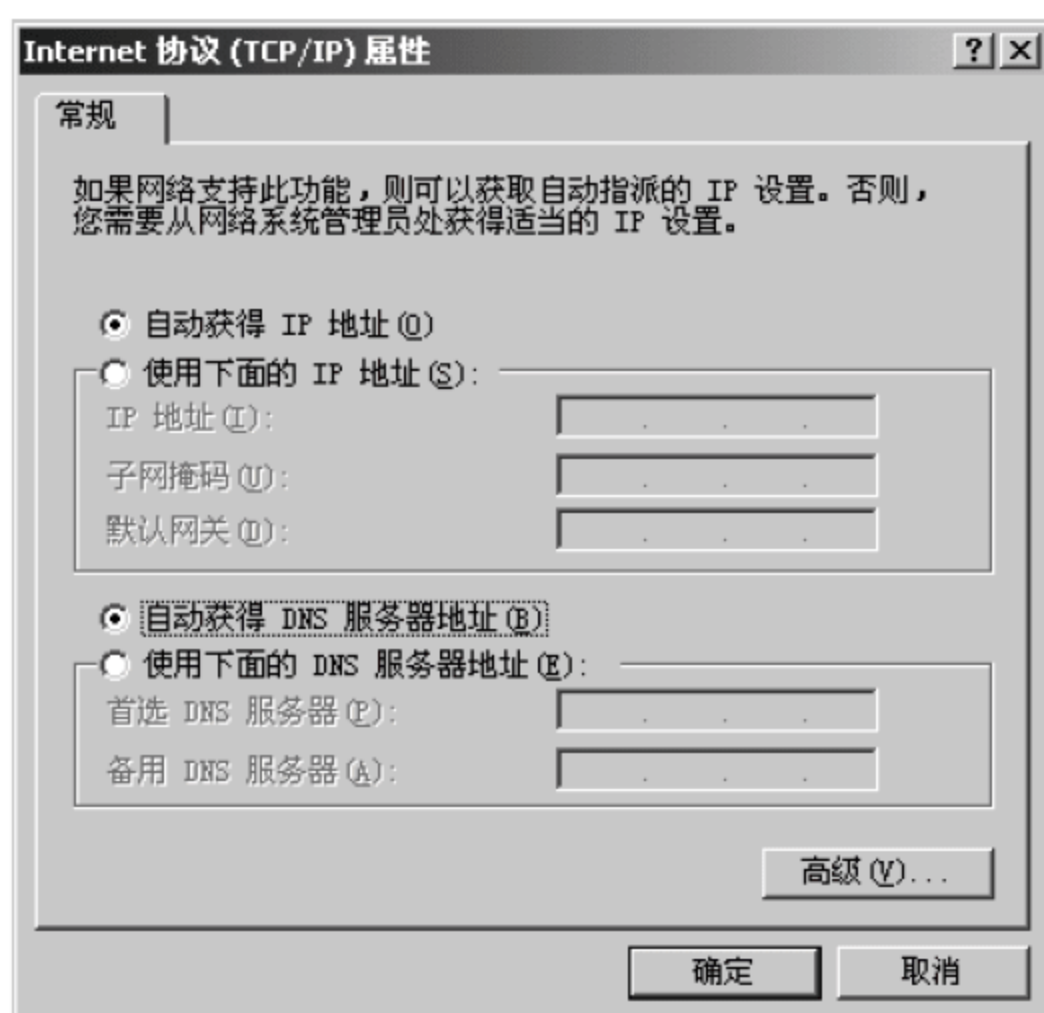 Internet 协议 (TCP/IP) 属性
常规
如果网络支持此功能，则可以获取自动指派的 IP 设置。否则，
您需要从网络系统管理员处获得适当的 IP 设置。
自动获得 IP 地址(O)
使用下面的 IP 地址(S):
IP 地址(I):
子网掩码(U):
默认网关(D):
自动获得 DNS 服务器地址(B)
使用下面的 DNS 服务器地址(E):
首选 DNS 服务器(P):
备用 DNS 服务器(A):
高级(V)...
确定 取消